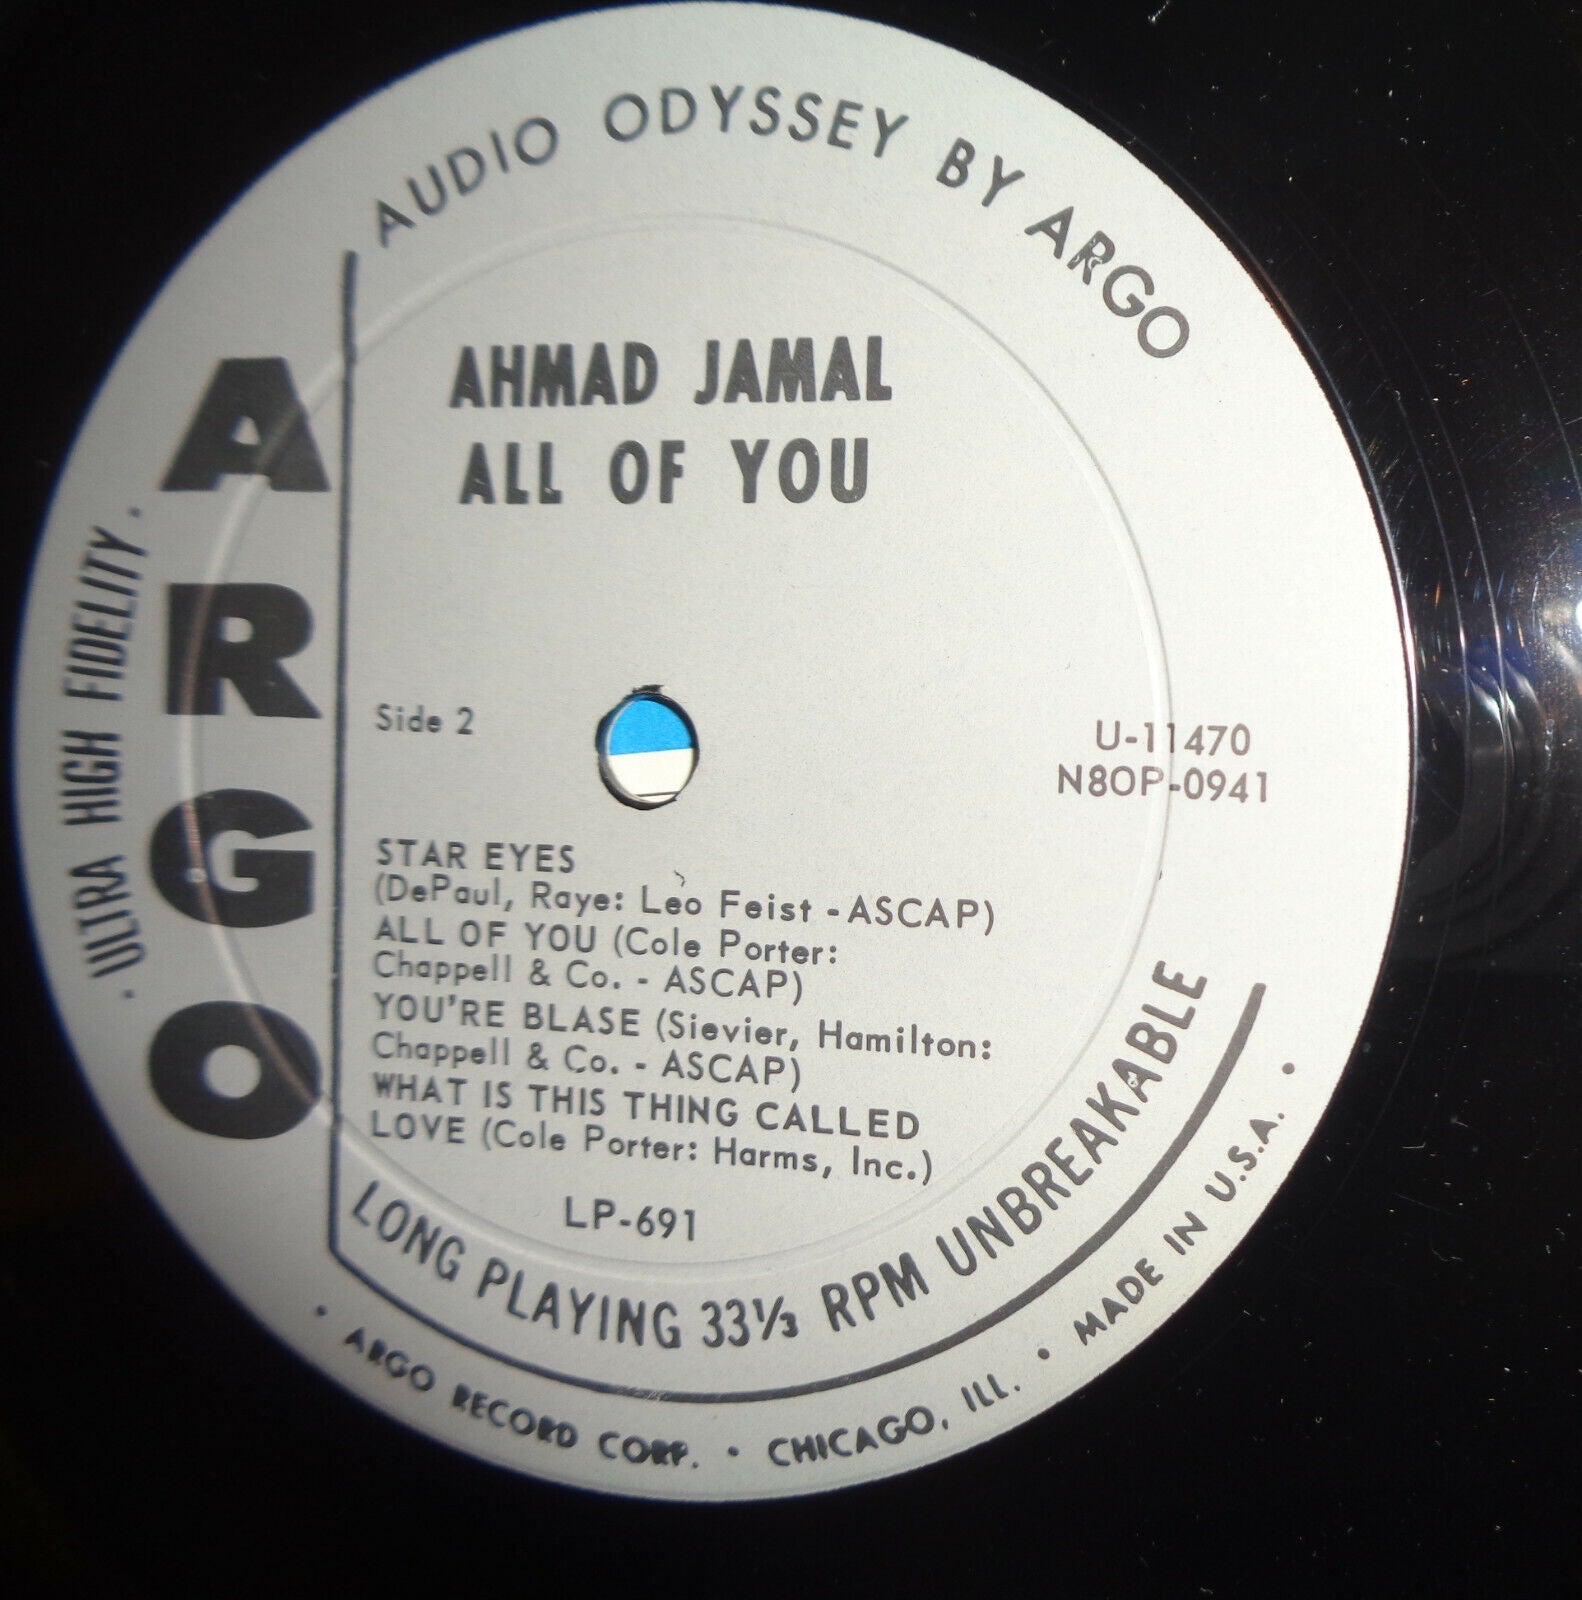 AUDIO ODYSSEY BY ARGO
ARGO
· ULTRA HIGH FIDELITY ·
AHMAD JAMAL
ALL OF YOU
Side 2
U-11470
N8OP-0941
STAR EYES
(DePaul, Raye: Leo Feist - ASCAP)
ALL OF YOU (Cole Porter:
Chappell & Co. - ASCAP)
YOU'RE BLASE (Sievier, Hamilton:
Chappell & Co. - ASCAP)
WHAT IS THIS THING CALLED
LOVE (Cole Porter: Harms, Inc.)
LP-691
LONG PLAYING 33⅓ RPM UNBREAKABLE
· ARGO RECORD CORP. · CHICAGO, ILL. · MADE IN U.S.A. ·